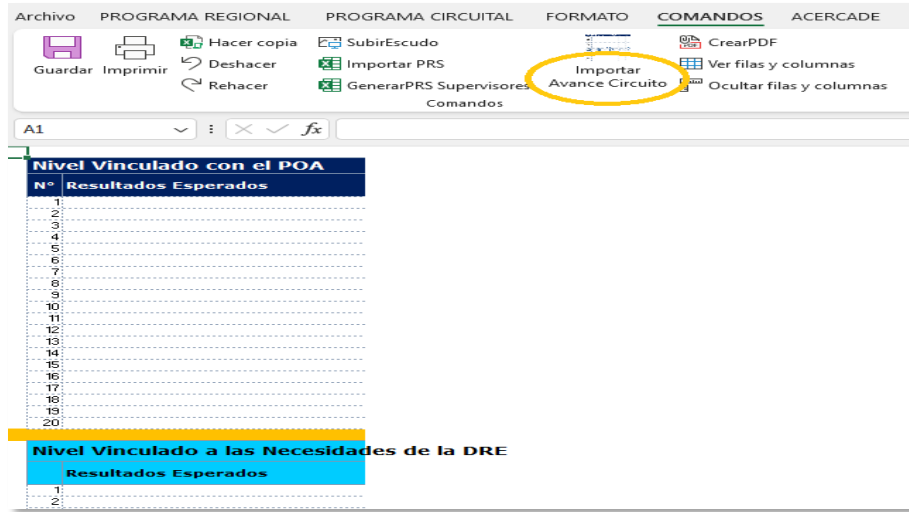 Archivo PROGRAMA REGIONAL PROGRAMA CIRCUITAL FORMATO COMANDOS ACERCADE
Guardar
Imprimir
Hacer copia
Deshacer
Rehacer
SubirEscudo
Importar PRS
GenerarPRS Supervisores
Importar
Avance Circuito
CrearPDF
Ver filas y columnas
Ocultar filas y columnas
Comandos
A1
fx
Nivel Vinculado con el POA
N° Resultados Esperados
1
2
3
4
5
6
7
8
9
10
11
12
13
14
15
16
17
18
19
20
Nivel Vinculado a las Necesidades de la DRE
Resultados Esperados
1
2